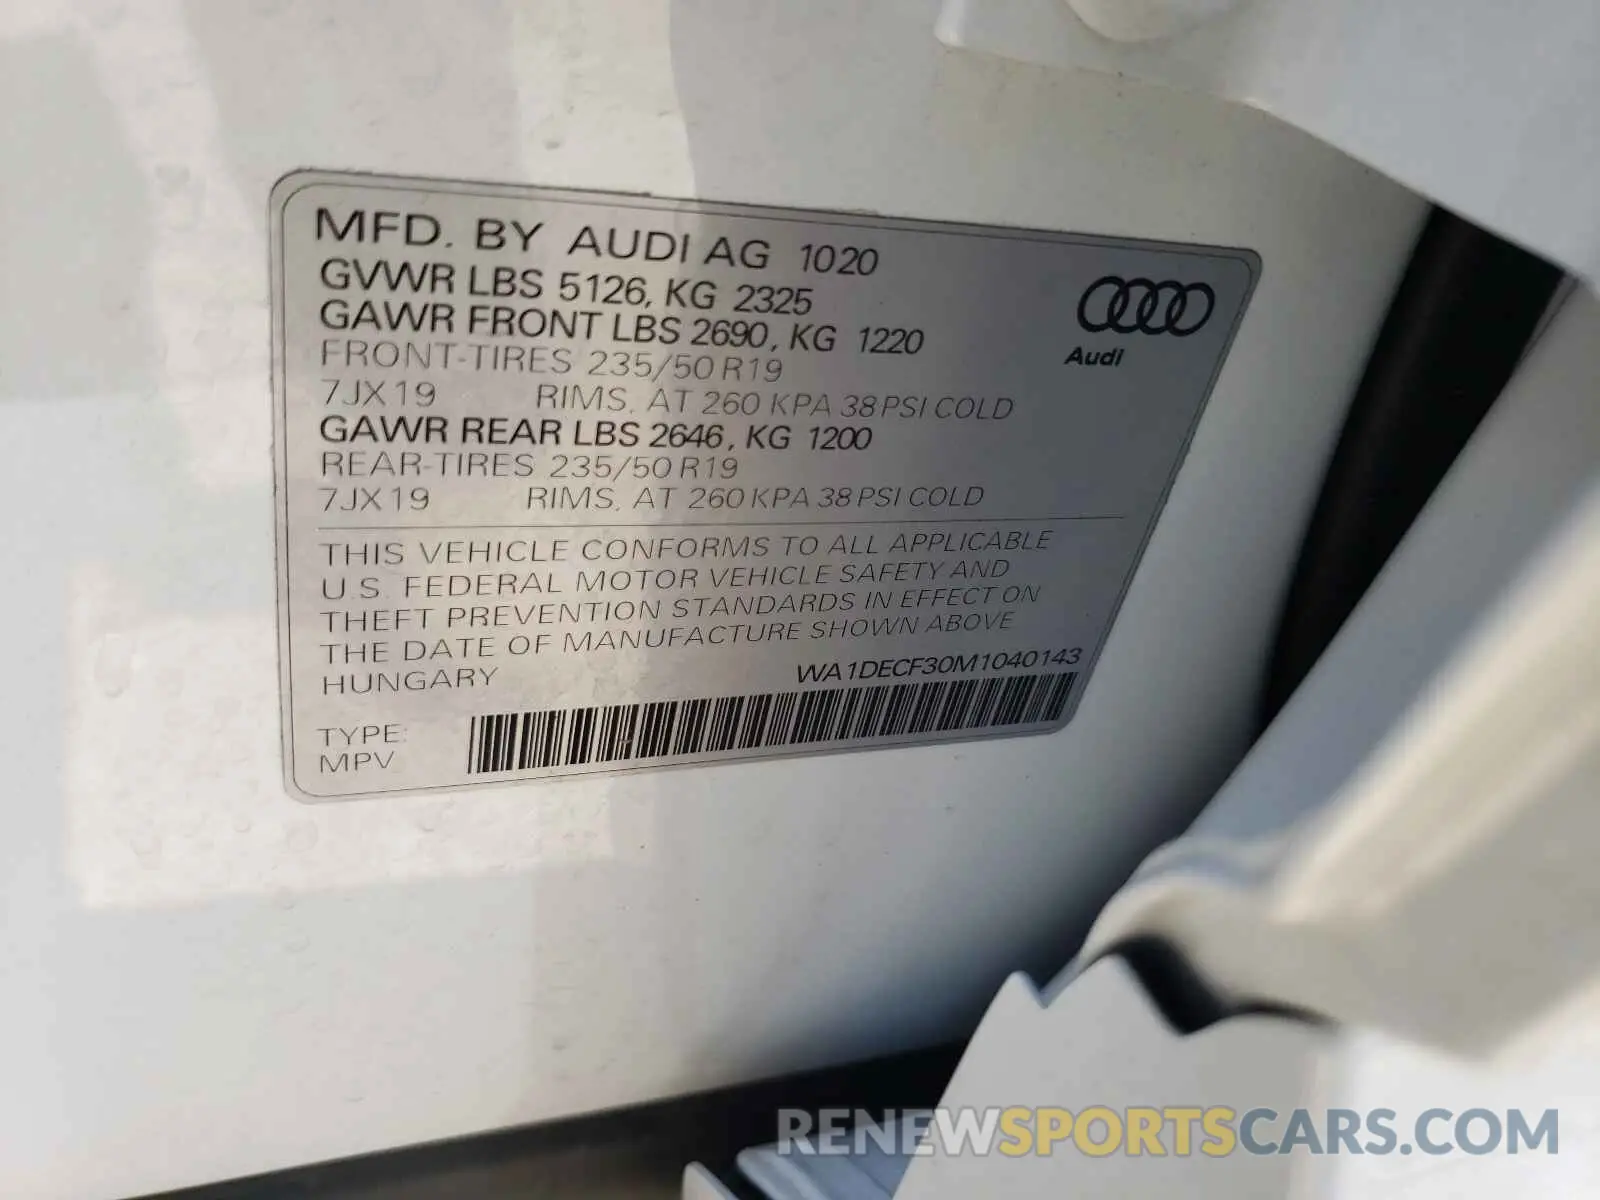 MFD. BY AUDI AG 1020
GVWR LBS 5126, KG 2325
GAWR FRONT LBS 2690, KG 1220
FRONT-TIRES 235/50 R19
7JX19 RIMS, AT 260 KPA 38 PSI COLD
GAWR REAR LBS 2646, KG 1200
REAR-TIRES 235/50 R19
7JX19 RIMS, AT 260 KPA 38 PSI COLD
Audi
THIS VEHICLE CONFORMS TO ALL APPLICABLE
U.S. FEDERAL MOTOR VEHICLE SAFETY AND
THEFT PREVENTION STANDARDS IN EFFECT ON
THE DATE OF MANUFACTURE SHOWN ABOVE
HUNGARY WA1DECF30M1040143
TYPE:
MPV
RENEWSPORTSCARS.COM